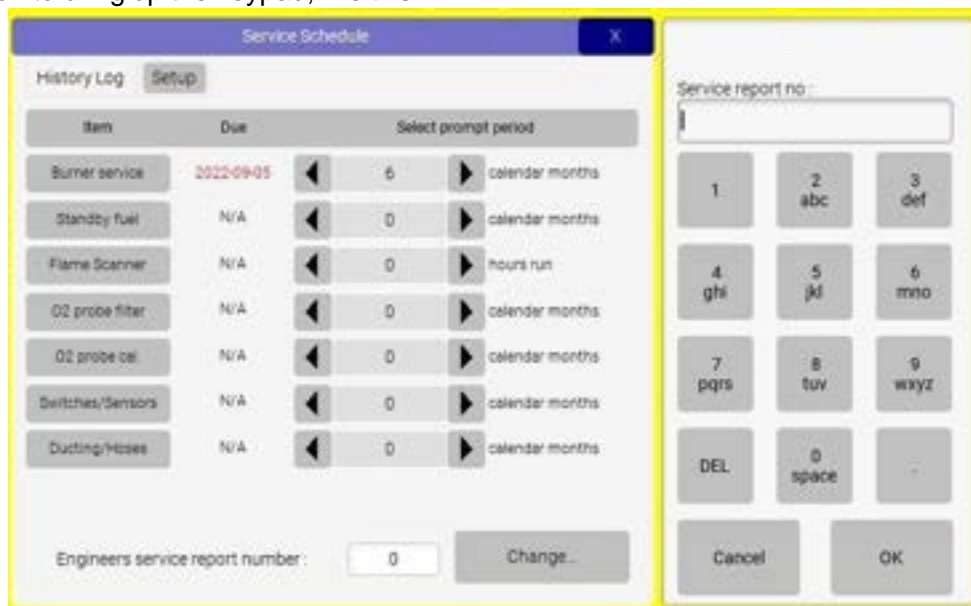 Service Schedule X
History Log Setup
Item Due Select prompt period
Burner service 2022-09-05 6 calendar months
Standby fuel N/A 0 calendar months
Flame Scanner N/A 0 hours run
O2 probe filter N/A 0 calendar months
O2 probe cal N/A 0 calendar months
Switches/Sensors N/A 0 calendar months
Ducting/Hoses N/A 0 calendar months
Engineers service report number : 0 Change...
Service report no :
1 2 3
abc def
4 5 6
ghi jkl mno
7 8 9
pqrs tuv wxyz
DEL 0 .
space
Cancel OK